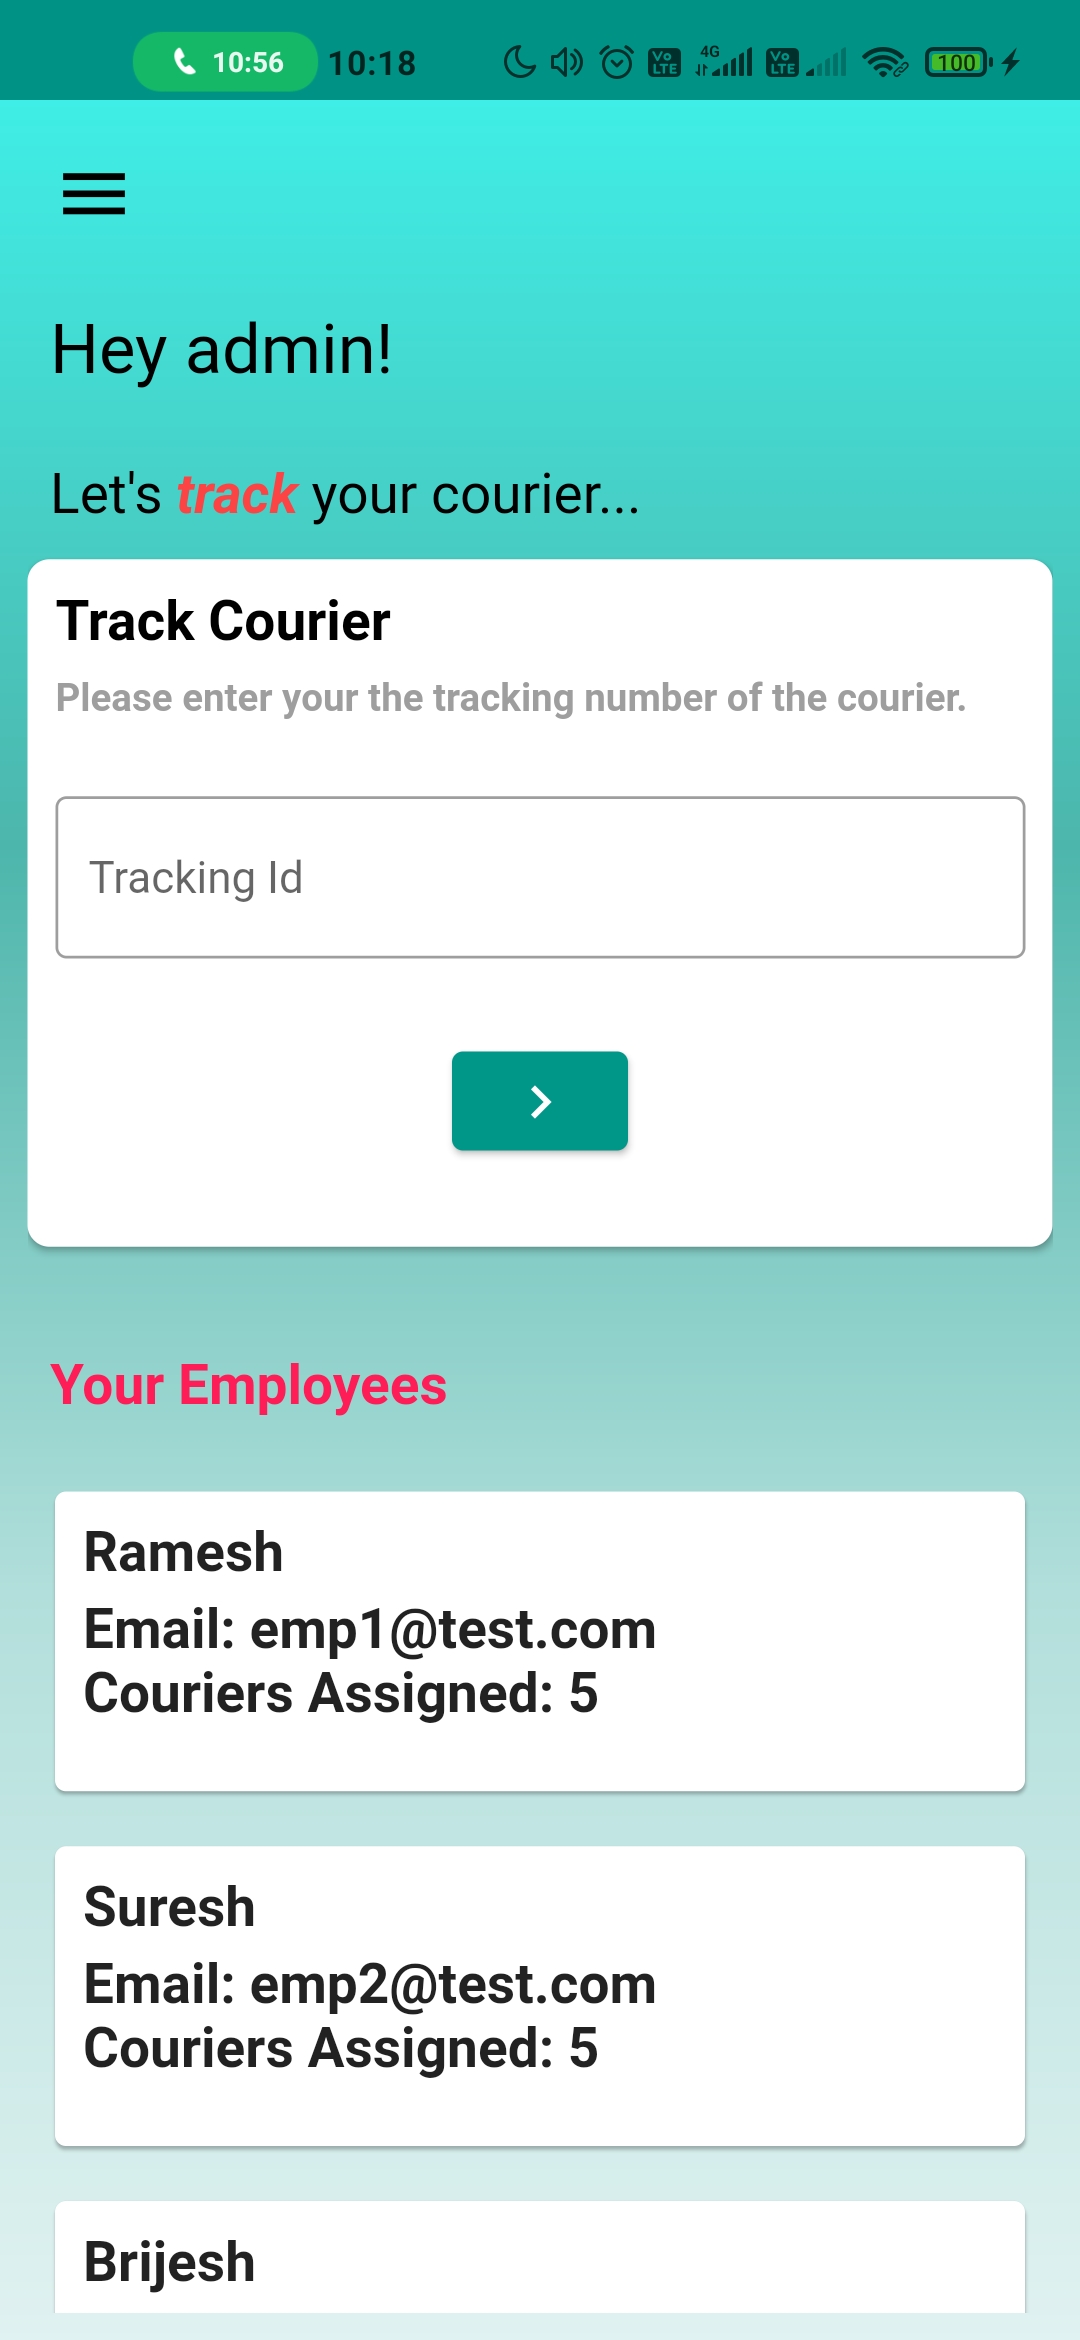 10:56 10:18 Vo LTE 4G Vo LTE 100
Hey admin!
Let's track your courier...
Track Courier
Please enter your the tracking number of the courier.
Tracking Id
Your Employees
Ramesh
Email: emp1@test.com
Couriers Assigned: 5
Suresh
Email: emp2@test.com
Couriers Assigned: 5
Brijesh